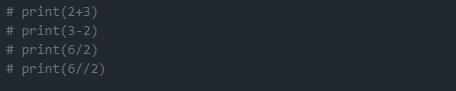 # print(2+3)
# print(3-2)
# print(6/2)
# print(6//2)